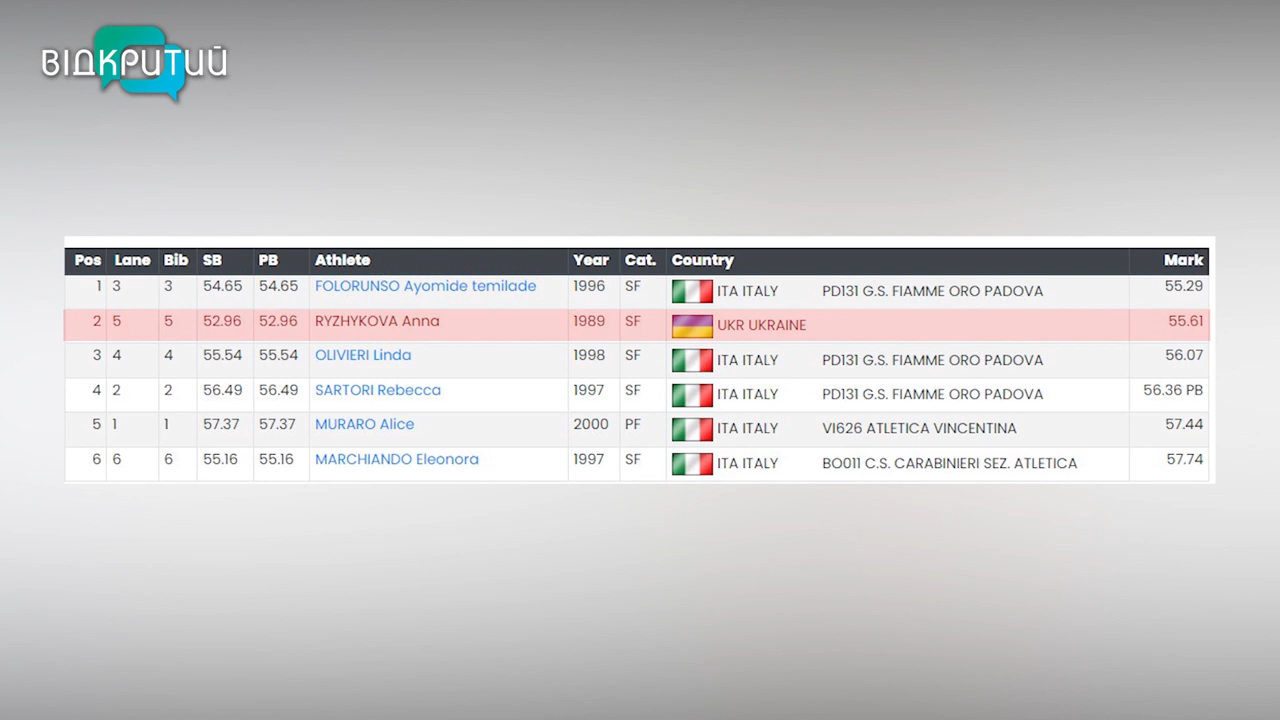 ВІДКРИТИЙ
Pos Lane Bib SB PB Athlete Year Cat. Country Mark
1 3 3 54.65 54.65 FOLORUNSO Ayomide temilade 1996 SF ITA ITALY PD131 G.S. FIAMME ORO PADOVA 55.29
2 5 5 52.96 52.96 RYZHYKOVA Anna 1989 SF UKR UKRAINE 55.61
3 4 4 55.54 55.54 OLIVIERI Linda 1998 SF ITA ITALY PD131 G.S. FIAMME ORO PADOVA 56.07
4 2 2 56.49 56.49 SARTORI Rebecca 1997 SF ITA ITALY PD131 G.S. FIAMME ORO PADOVA 56.36 PB
5 1 1 57.37 57.37 MURARO Alice 2000 PF ITA ITALY VI626 ATLETICA VINCENTINA 57.44
6 6 6 55.16 55.16 MARCHIANDO Eleonora 1997 SF ITA ITALY BO011 C.S. CARABINIERI SEZ. ATLETICA 57.74